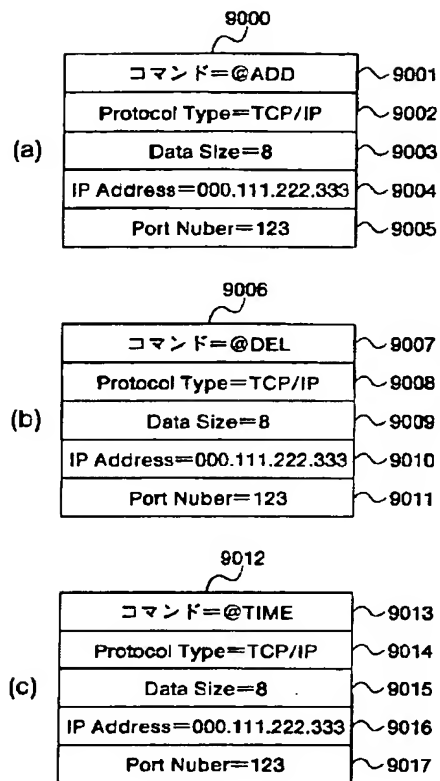 9000
コマンド=@ADD 9001
Protocol Type=TCP/IP 9002
(a) Data Size=8 9003
IP Address=000.111.222.333 9004
Port Nuber=123 9005
9006
コマンド=@DEL 9007
Protocol Type=TCP/IP 9008
(b) Data Size=8 9009
IP Address=000.111.222.333 9010
Port Nuber=123 9011
9012
コマンド=@TIME 9013
Protocol Type=TCP/IP 9014
(c) Data Size=8 9015
IP Address=000.111.222.333 9016
Port Nuber=123 9017